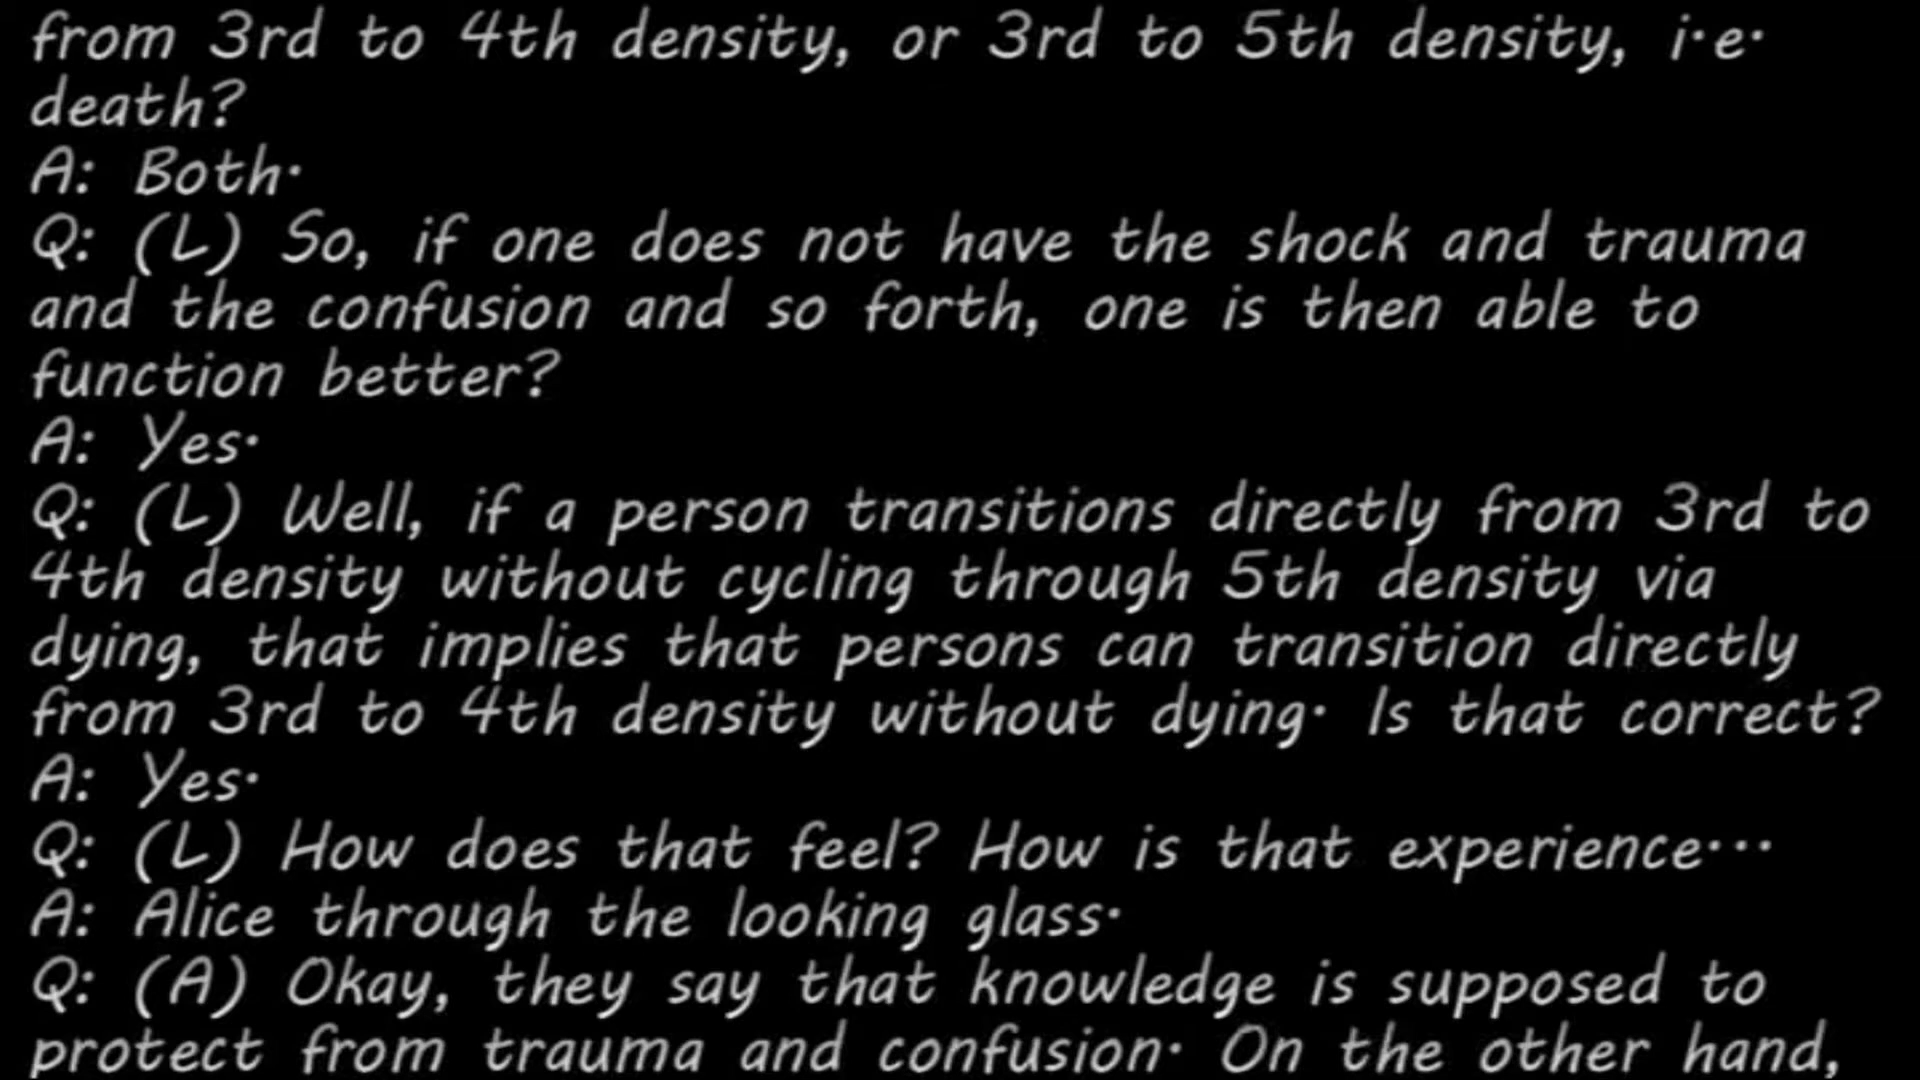 from 3rd to 4th density, or 3rd to 5th density, i.e.
death?
A: Both.
Q: (L) So, if one does not have the shock and trauma
and the confusion and so forth, one is then able to
function better?
A: Yes.
Q: (L) Well, if a person transitions directly from 3rd to
4th density without cycling through 5th density via
dying, that implies that persons can transition directly
from 3rd to 4th density without dying. Is that correct?
A: Yes.
Q: (L) How does that feel? How is that experience...
A: Alice through the looking glass.
Q: (A) Okay, they say that knowledge is supposed to
protect from trauma and confusion. On the other hand,